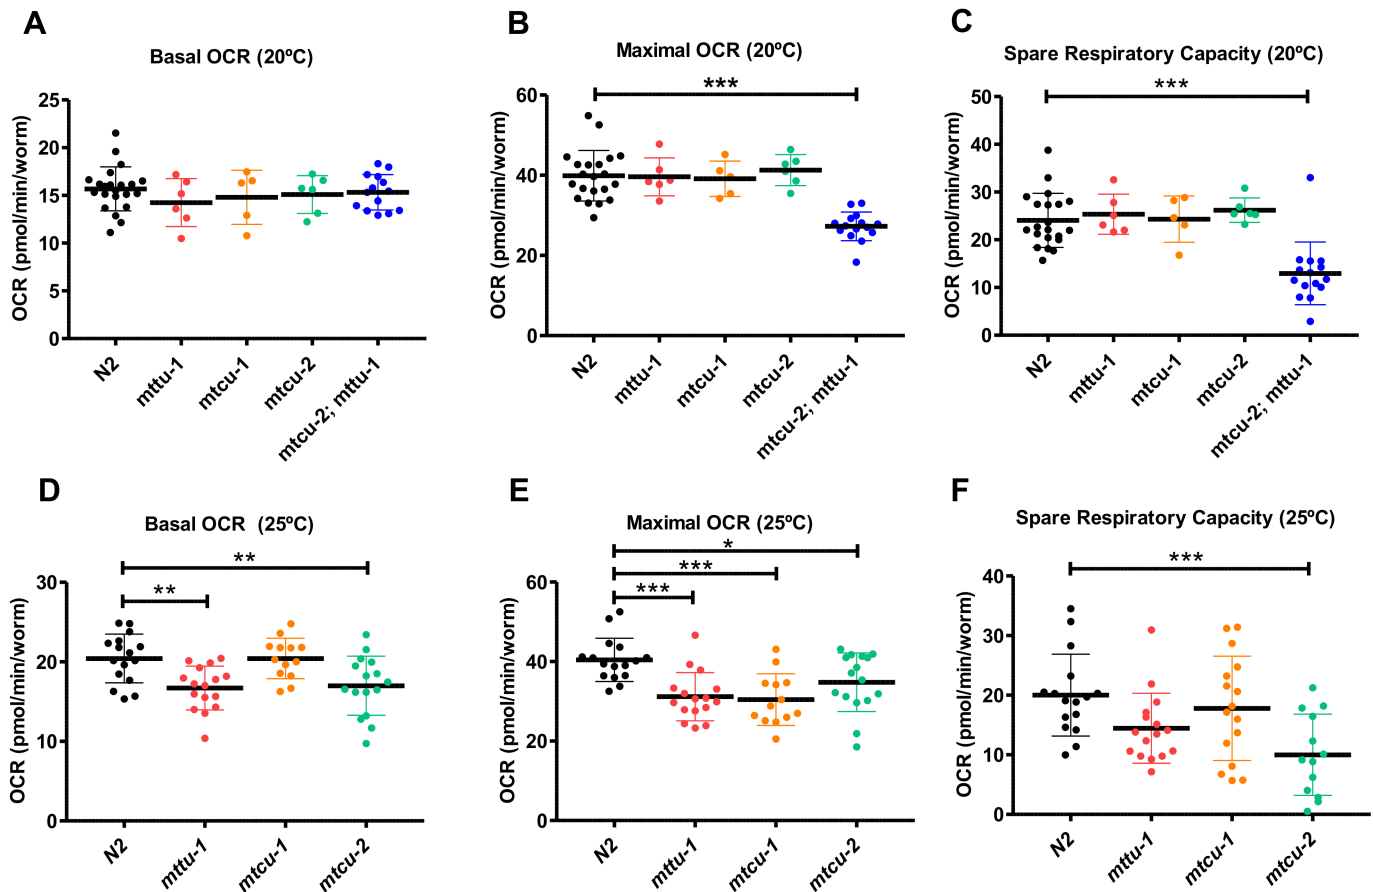 A
Basal OCR (20ºC)
OCR (pmol/min/worm)
25
20
15
10
5
0
N2
mttu-1
mtcu-1
mtcu-2
mtcu-2; mttu-1
B
Maximal OCR (20ºC)
***
OCR (pmol/min/worm)
60
40
20
0
N2
mttu-1
mtcu-1
mtcu-2
mtcu-2; mttu-1
C
Spare Respiratory Capacity (20ºC)
***
OCR (pmol/min/worm)
50
40
30
20
10
0
N2
mttu-1
mtcu-1
mtcu-2
mtcu-2; mttu-1
D
Basal OCR (25ºC)
**
**
OCR (pmol/min/worm)
30
20
10
0
N2
mttu-1
mtcu-1
mtcu-2
E
Maximal OCR (25ºC)
*
***
***
OCR (pmol/min/worm)
60
40
20
0
N2
mttu-1
mtcu-1
mtcu-2
F
Spare Respiratory Capacity (25ºC)
***
OCR (pmol/min/worm)
40
30
20
10
0
N2
mttu-1
mtcu-1
mtcu-2